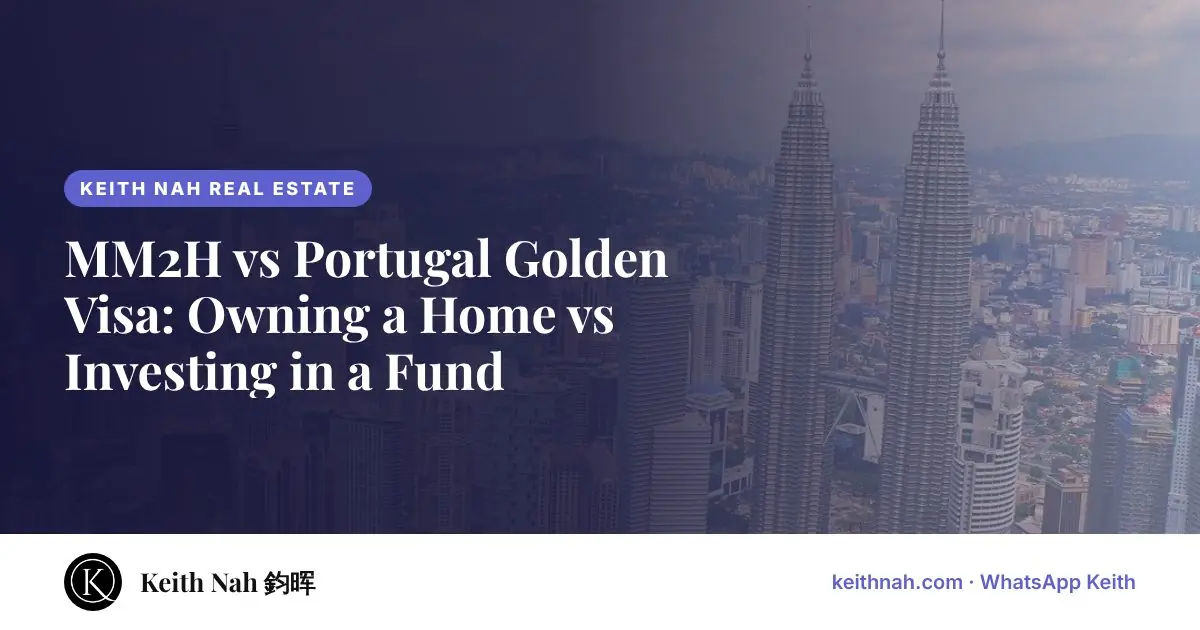 KEITH NAH REAL ESTATE
MM2H vs Portugal Golden
Visa: Owning a Home vs
Investing in a Fund
K
Keith Nah 鈞晖
keithnah.com · WhatsApp Keith